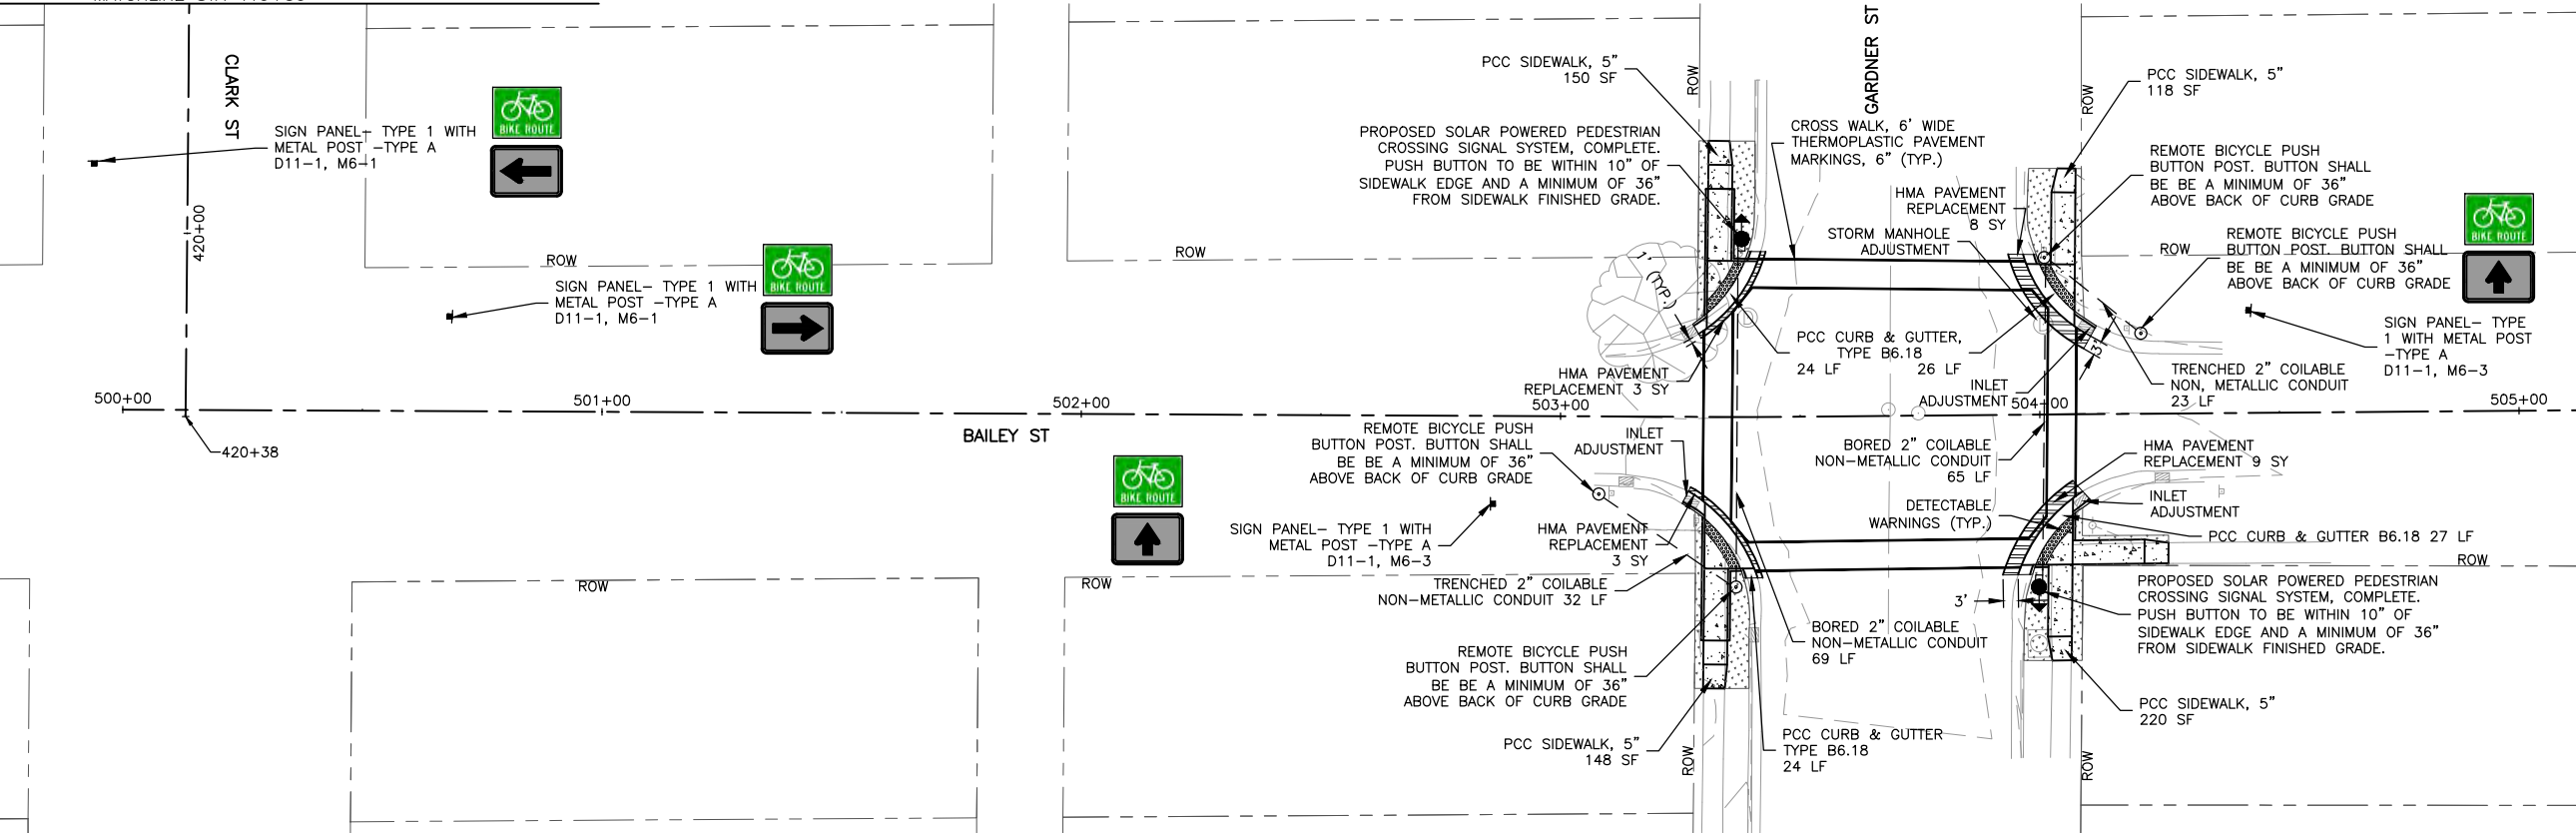 CLARK ST
420+00
SIGN PANEL– TYPE 1 WITH
METAL POST –TYPE A
D11–1, M6–1
BIKE ROUTE
SIGN PANEL– TYPE 1 WITH
METAL POST –TYPE A
D11–1, M6–1
BIKE ROUTE
ROW
500+00
420+38
501+00
502+00
BAILEY ST
503+00
504+00
505+00
BIKE ROUTE
ROW
ROW
ROW
ROW
PCC SIDEWALK, 5”
150 SF
PROPOSED SOLAR POWERED PEDESTRIAN
CROSSING SIGNAL SYSTEM, COMPLETE.
PUSH BUTTON TO BE WITHIN 10” OF
SIDEWALK EDGE AND A MINIMUM OF 36”
FROM SIDEWALK FINISHED GRADE.
ROW
GARDNER ST
CROSS WALK, 6’ WIDE
THERMOPLASTIC PAVEMENT
MARKINGS, 6” (TYP.)
HMA PAVEMENT
REPLACEMENT
8 SY
STORM MANHOLE
ADJUSTMENT
ROW
PCC SIDEWALK, 5”
118 SF
REMOTE BICYCLE PUSH
BUTTON POST. BUTTON SHALL
BE BE A MINIMUM OF 36”
ABOVE BACK OF CURB GRADE
ROW
REMOTE BICYCLE PUSH
BUTTON POST. BUTTON SHALL
BE BE A MINIMUM OF 36”
ABOVE BACK OF CURB GRADE
BIKE ROUTE
SIGN PANEL– TYPE
1 WITH METAL POST
–TYPE A
D11–1, M6–3
1’ (TYP.)
HMA PAVEMENT
REPLACEMENT 3 SY
PCC CURB & GUTTER,
TYPE B6.18
24 LF
26 LF
INLET
ADJUSTMENT
3’
TRENCHED 2” COILABLE
NON, METALLIC CONDUIT
23 LF
REMOTE BICYCLE PUSH
BUTTON POST. BUTTON SHALL
BE BE A MINIMUM OF 36”
ABOVE BACK OF CURB GRADE
INLET
ADJUSTMENT
SIGN PANEL– TYPE 1 WITH
METAL POST –TYPE A
D11–1, M6–3
HMA PAVEMENT
REPLACEMENT
3 SY
TRENCHED 2” COILABLE
NON–METALLIC CONDUIT 32 LF
BORED 2” COILABLE
NON–METALLIC CONDUIT
65 LF
DETECTABLE
WARNINGS (TYP.)
HMA PAVEMENT
REPLACEMENT 9 SY
INLET
ADJUSTMENT
PCC CURB & GUTTER B6.18 27 LF
ROW
3’
PROPOSED SOLAR POWERED PEDESTRIAN
CROSSING SIGNAL SYSTEM, COMPLETE.
PUSH BUTTON TO BE WITHIN 10” OF
SIDEWALK EDGE AND A MINIMUM OF 36”
FROM SIDEWALK FINISHED GRADE.
BORED 2” COILABLE
NON–METALLIC CONDUIT
69 LF
REMOTE BICYCLE PUSH
BUTTON POST. BUTTON SHALL
BE BE A MINIMUM OF 36”
ABOVE BACK OF CURB GRADE
PCC SIDEWALK, 5”
148 SF
PCC CURB & GUTTER
TYPE B6.18
24 LF
PCC SIDEWALK, 5”
220 SF
ROW